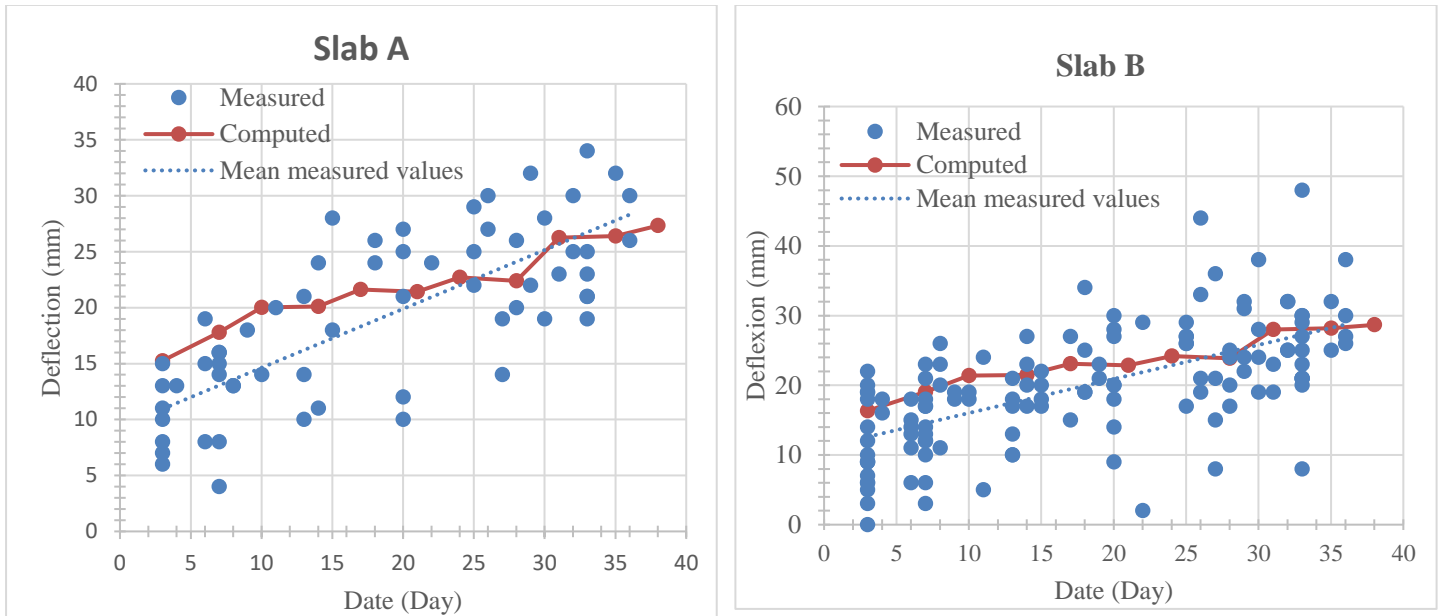 Slab A
Measured
Computed
Mean measured values
Deflection (mm)
40
35
30
25
20
15
10
5
0
0 5 10 15 20 25 30 35 40
Date (Day)
Slab B
Measured
Computed
Mean measured values
Deflexion (mm)
60
50
40
30
20
10
0
0 5 10 15 20 25 30 35 40
Date (Day)